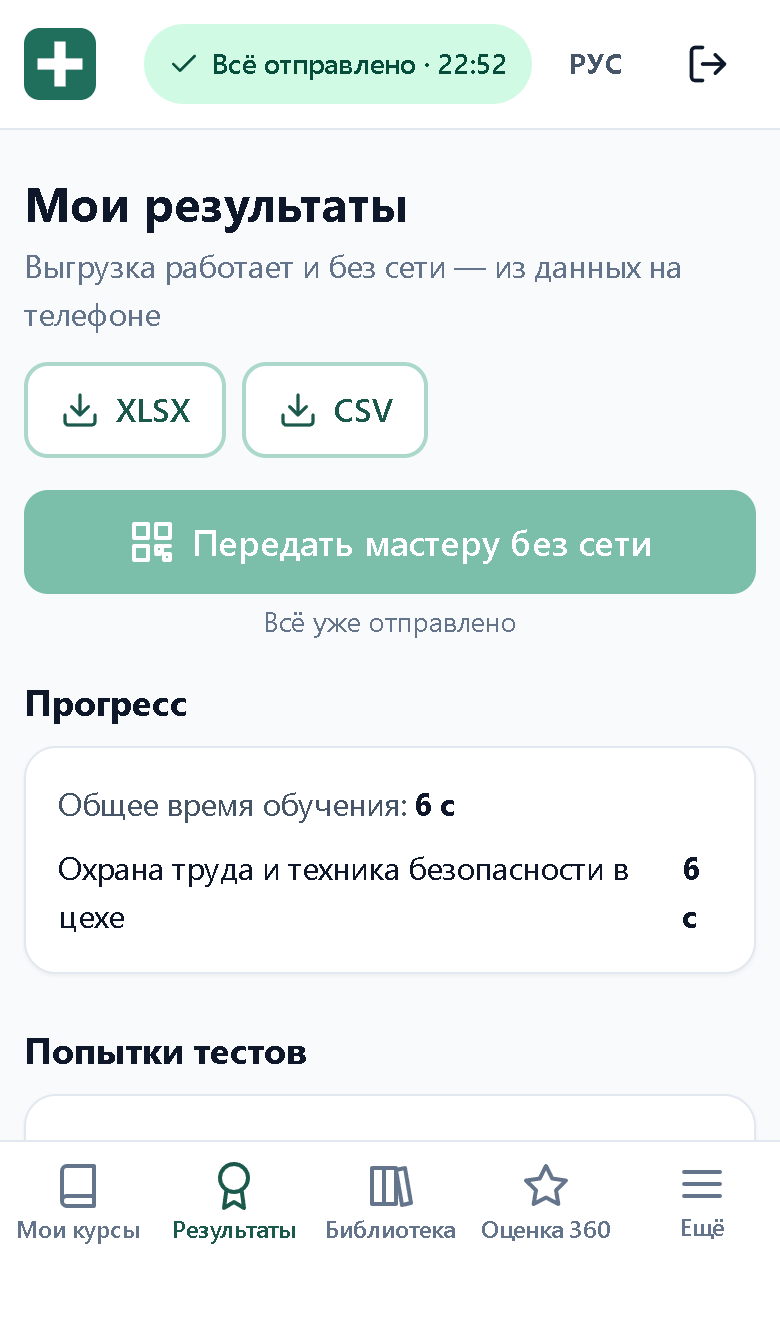 Всё отправлено · 22:52
РУС
Мои результаты
Выгрузка работает и без сети — из данных на
телефоне
XLSX
CSV
Передать мастеру без сети
Всё уже отправлено
Прогресс
Общее время обучения: 6 с
Охрана труда и техника безопасности в 6
цехе с
Попытки тестов
Мои курсы
Результаты
Библиотека
Оценка 360
Ещё